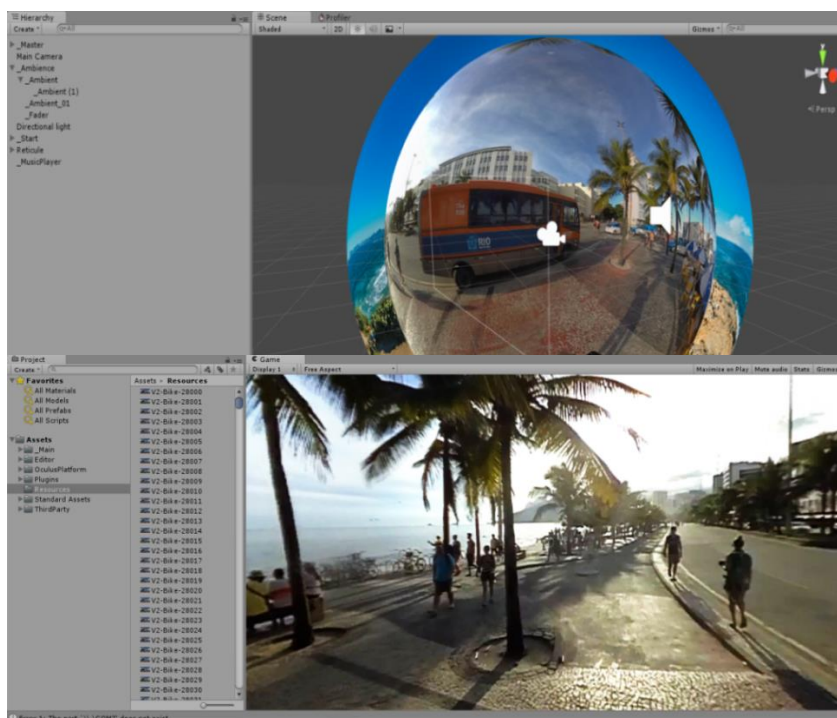 Hierarchy
Scene
Profiler
Create
All
Shaded
2D
Gizmos
All
_Master
Main Camera
_Ambience
_Ambient
_Ambient (1)
_Ambient_01
_Fader
Directional light
_Start
Reticule
_MusicPlayer
y
Persp
Project
Create
Game
Display 1
Free Aspect
Maximize on Play
Mute audio
Stats
Gizmos
Favorites
All Materials
All Models
All Prefabs
All Scripts
Assets
_Main
Editor
OculusPlatform
Plugins
Resources
Standard Assets
ThirdParty
Assets
Resources
V2-Bike-28000
V2-Bike-28001
V2-Bike-28002
V2-Bike-28003
V2-Bike-28004
V2-Bike-28005
V2-Bike-28006
V2-Bike-28007
V2-Bike-28008
V2-Bike-28009
V2-Bike-28010
V2-Bike-28011
V2-Bike-28012
V2-Bike-28013
V2-Bike-28014
V2-Bike-28015
V2-Bike-28016
V2-Bike-28017
V2-Bike-28018
V2-Bike-28019
V2-Bike-28020
V2-Bike-28021
V2-Bike-28022
V2-Bike-28023
V2-Bike-28024
V2-Bike-28025
V2-Bike-28026
V2-Bike-28027
V2-Bike-28028
V2-Bike-28029
V2-Bike-28030